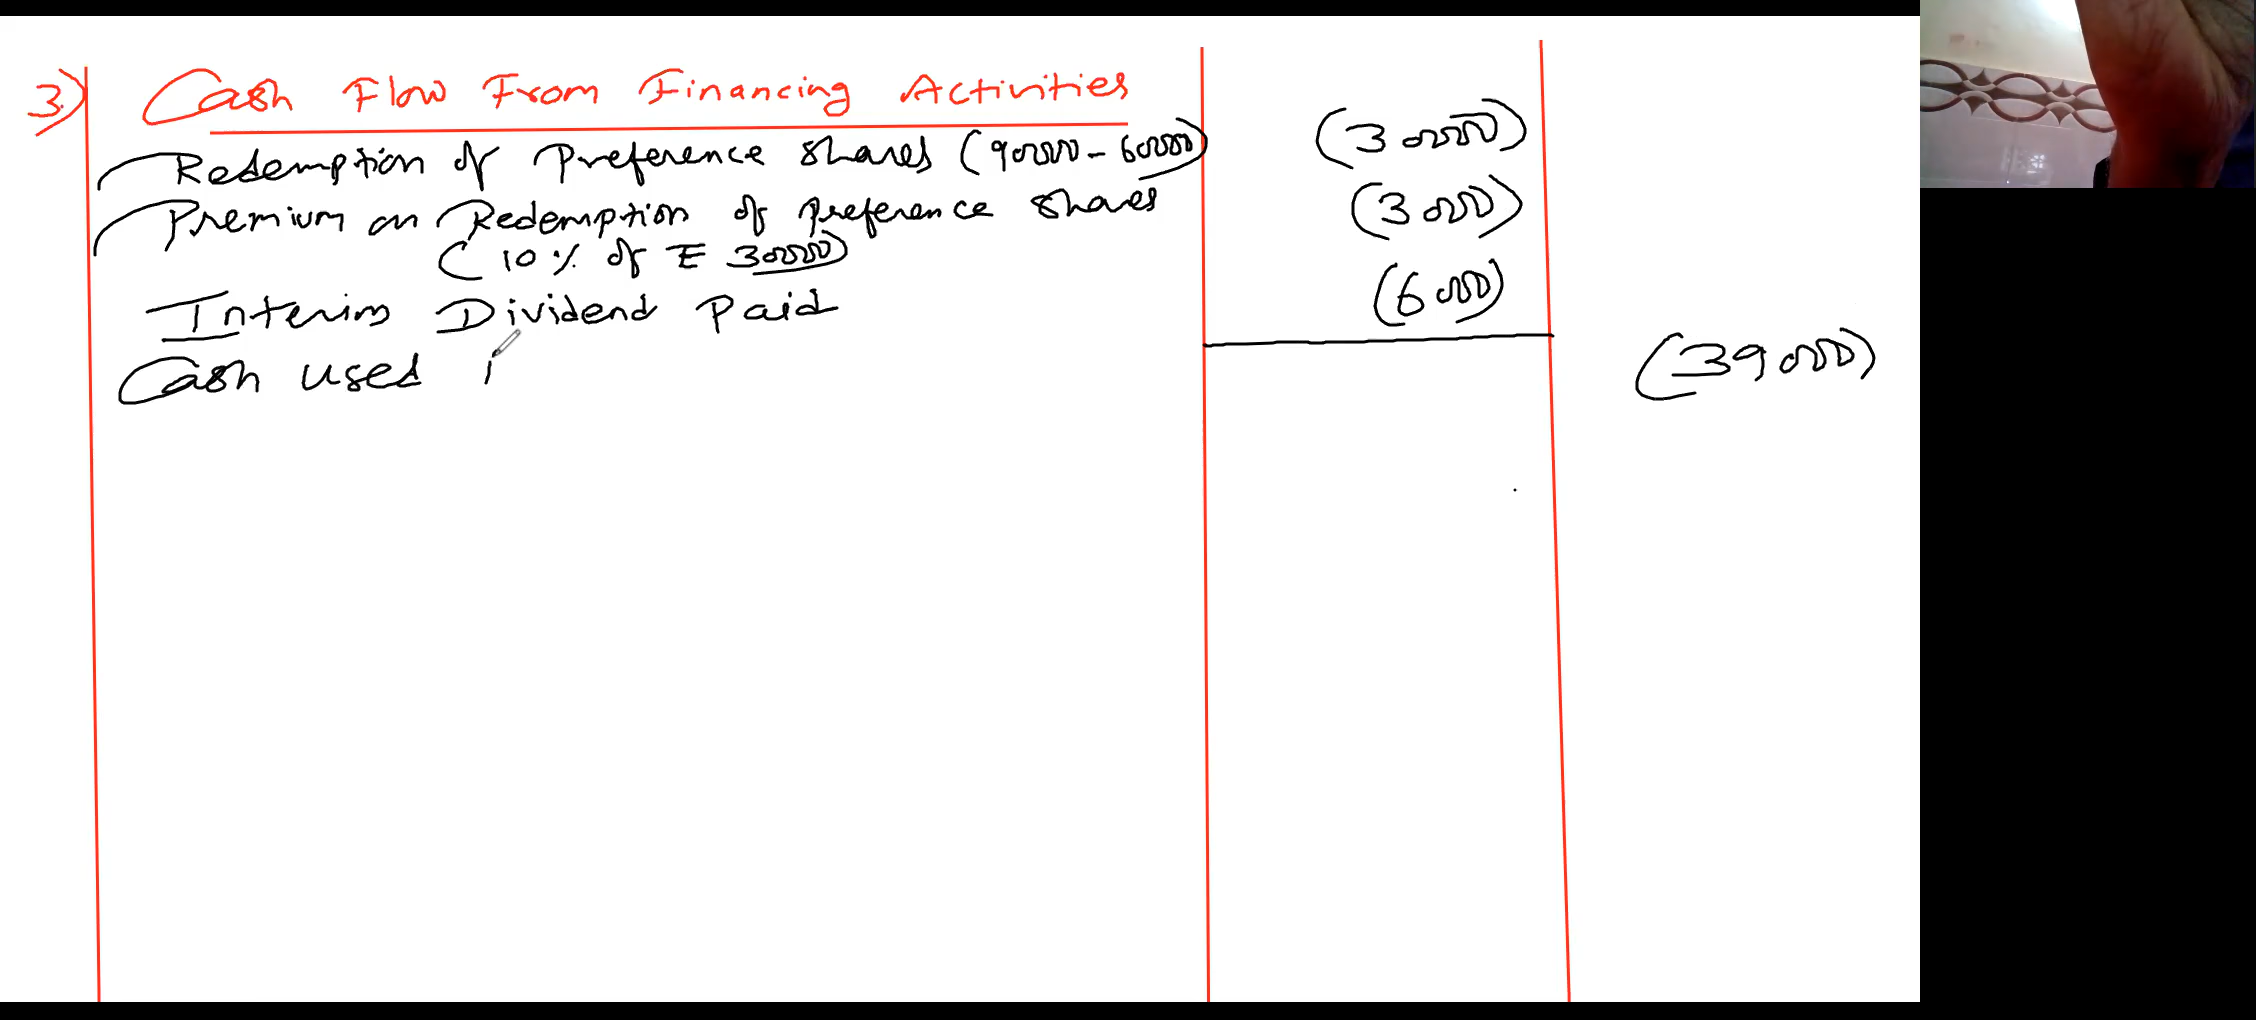 3) Cash Flow From Financing Activities
Redemption of Preference Shares (90000 - 60000) (30000)
Premium on Redemption of Preference Shares (3000)
(10% of ₹ 30000)
Interim Dividend Paid (6000)
Cash used i (39000)